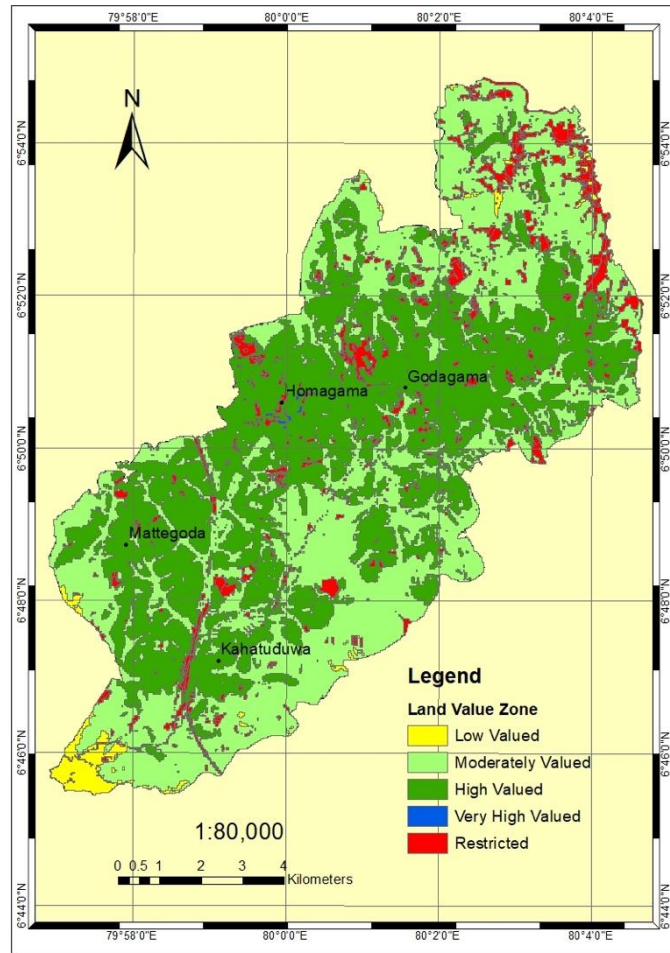 79°58'0"E 80°0'0"E 80°2'0"E 80°4'0"E
N
6°54'0"N 6°54'0"N
6°52'0"N 6°52'0"N
Godagama
Homagama
6°50'0"N 6°50'0"N
Mattegoda
6°48'0"N 6°48'0"N
Kahatuduwa
Legend
Land Value Zone
Low Valued
6°46'0"N 6°46'0"N
Moderately Valued
High Valued
Very High Valued
1:80,000
Restricted
0 0.5 1 2 3 4
Kilometers
6°44'0"N 6°44'0"N
79°58'0"E 80°0'0"E 80°2'0"E 80°4'0"E